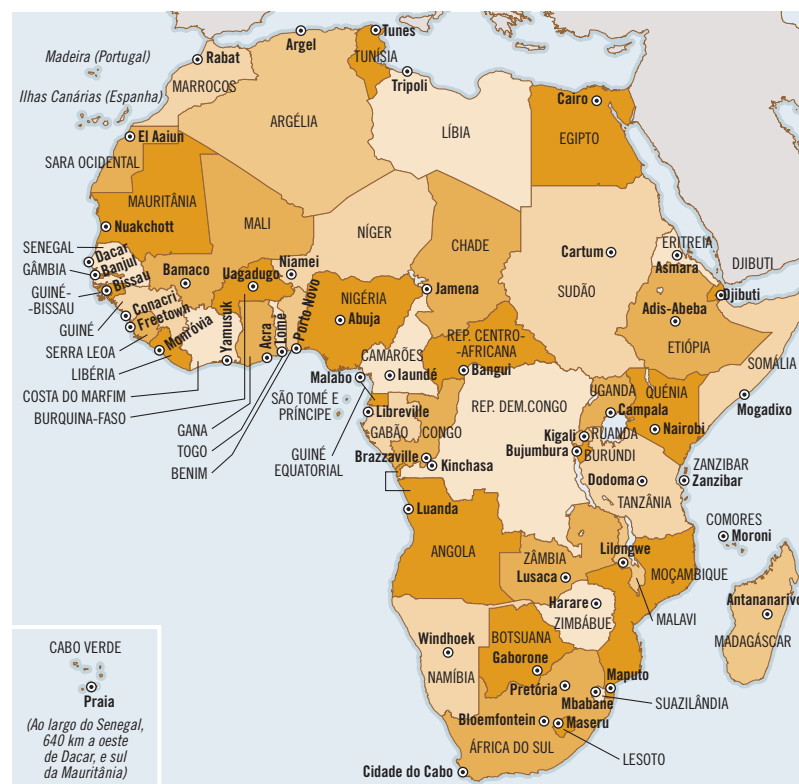 Madeira (Portugal)
Ilhas Canárias (Espanha)
Rabat
MARROCOS
Argel
Tunes
TUNÍSIA
Tripoli
ARGÉLIA
LÍBIA
Cairo
EGIPTO
El Aaiun
SARA OCIDENTAL
MAURITÂNIA
Nuakchott
MALI
NÍGER
CHADE
Cartum
SUDÃO
ERITREIA
Asmara
DJIBUTI
Djibuti
SENEGAL
Dacar
GÂMBIA
Banjul
GUINÉ-
-BISSAU
Bissau
Bamaco
Uagadugo
Niamei
Jamena
NIGÉRIA
Abuja
Adis-Abeba
ETIÓPIA
SOMÁLIA
GUINÉ
Conacri
SERRA LEOA
Freetown
LIBÉRIA
Monróvia
COSTA DO MARFIM
Yamusuk
BURQUINA-FASO
Acra
Lomé
Porto-Novo
GANA
TOGO
BENIM
REP. CENTRO-
-AFRICANA
Bangui
CAMARÕES
Iaundé
Malabo
SÃO TOMÉ E
PRÍNCIPE
GUINÉ
EQUATORIAL
Libreville
GABÃO
CONGO
Brazzaville
Kinchasa
REP. DEM.CONGO
UGANDA
Campala
QUÉNIA
Nairobi
Mogadixo
Kigali
RUANDA
Bujumbura
BURUNDI
Dodoma
TANZÂNIA
ZANZIBAR
Zanzibar
Luanda
ANGOLA
COMORES
Moroni
ZÂMBIA
Lusaca
Lilongwe
MOÇAMBIQUE
MALAVI
Harare
ZIMBÁBUE
Antananarivo
MADAGÁSCAR
Windhoek
NAMÍBIA
BOTSUANA
Gaborone
Pretória
Maputo
Mbabane
SUAZILÂNDIA
Bloemfontein
Maseru
LESOTO
ÁFRICA DO SUL
Cidade do Cabo
CABO VERDE
Praia
(Ao largo do Senegal,
640 km a oeste
de Dacar, e sul
da Mauritânia)